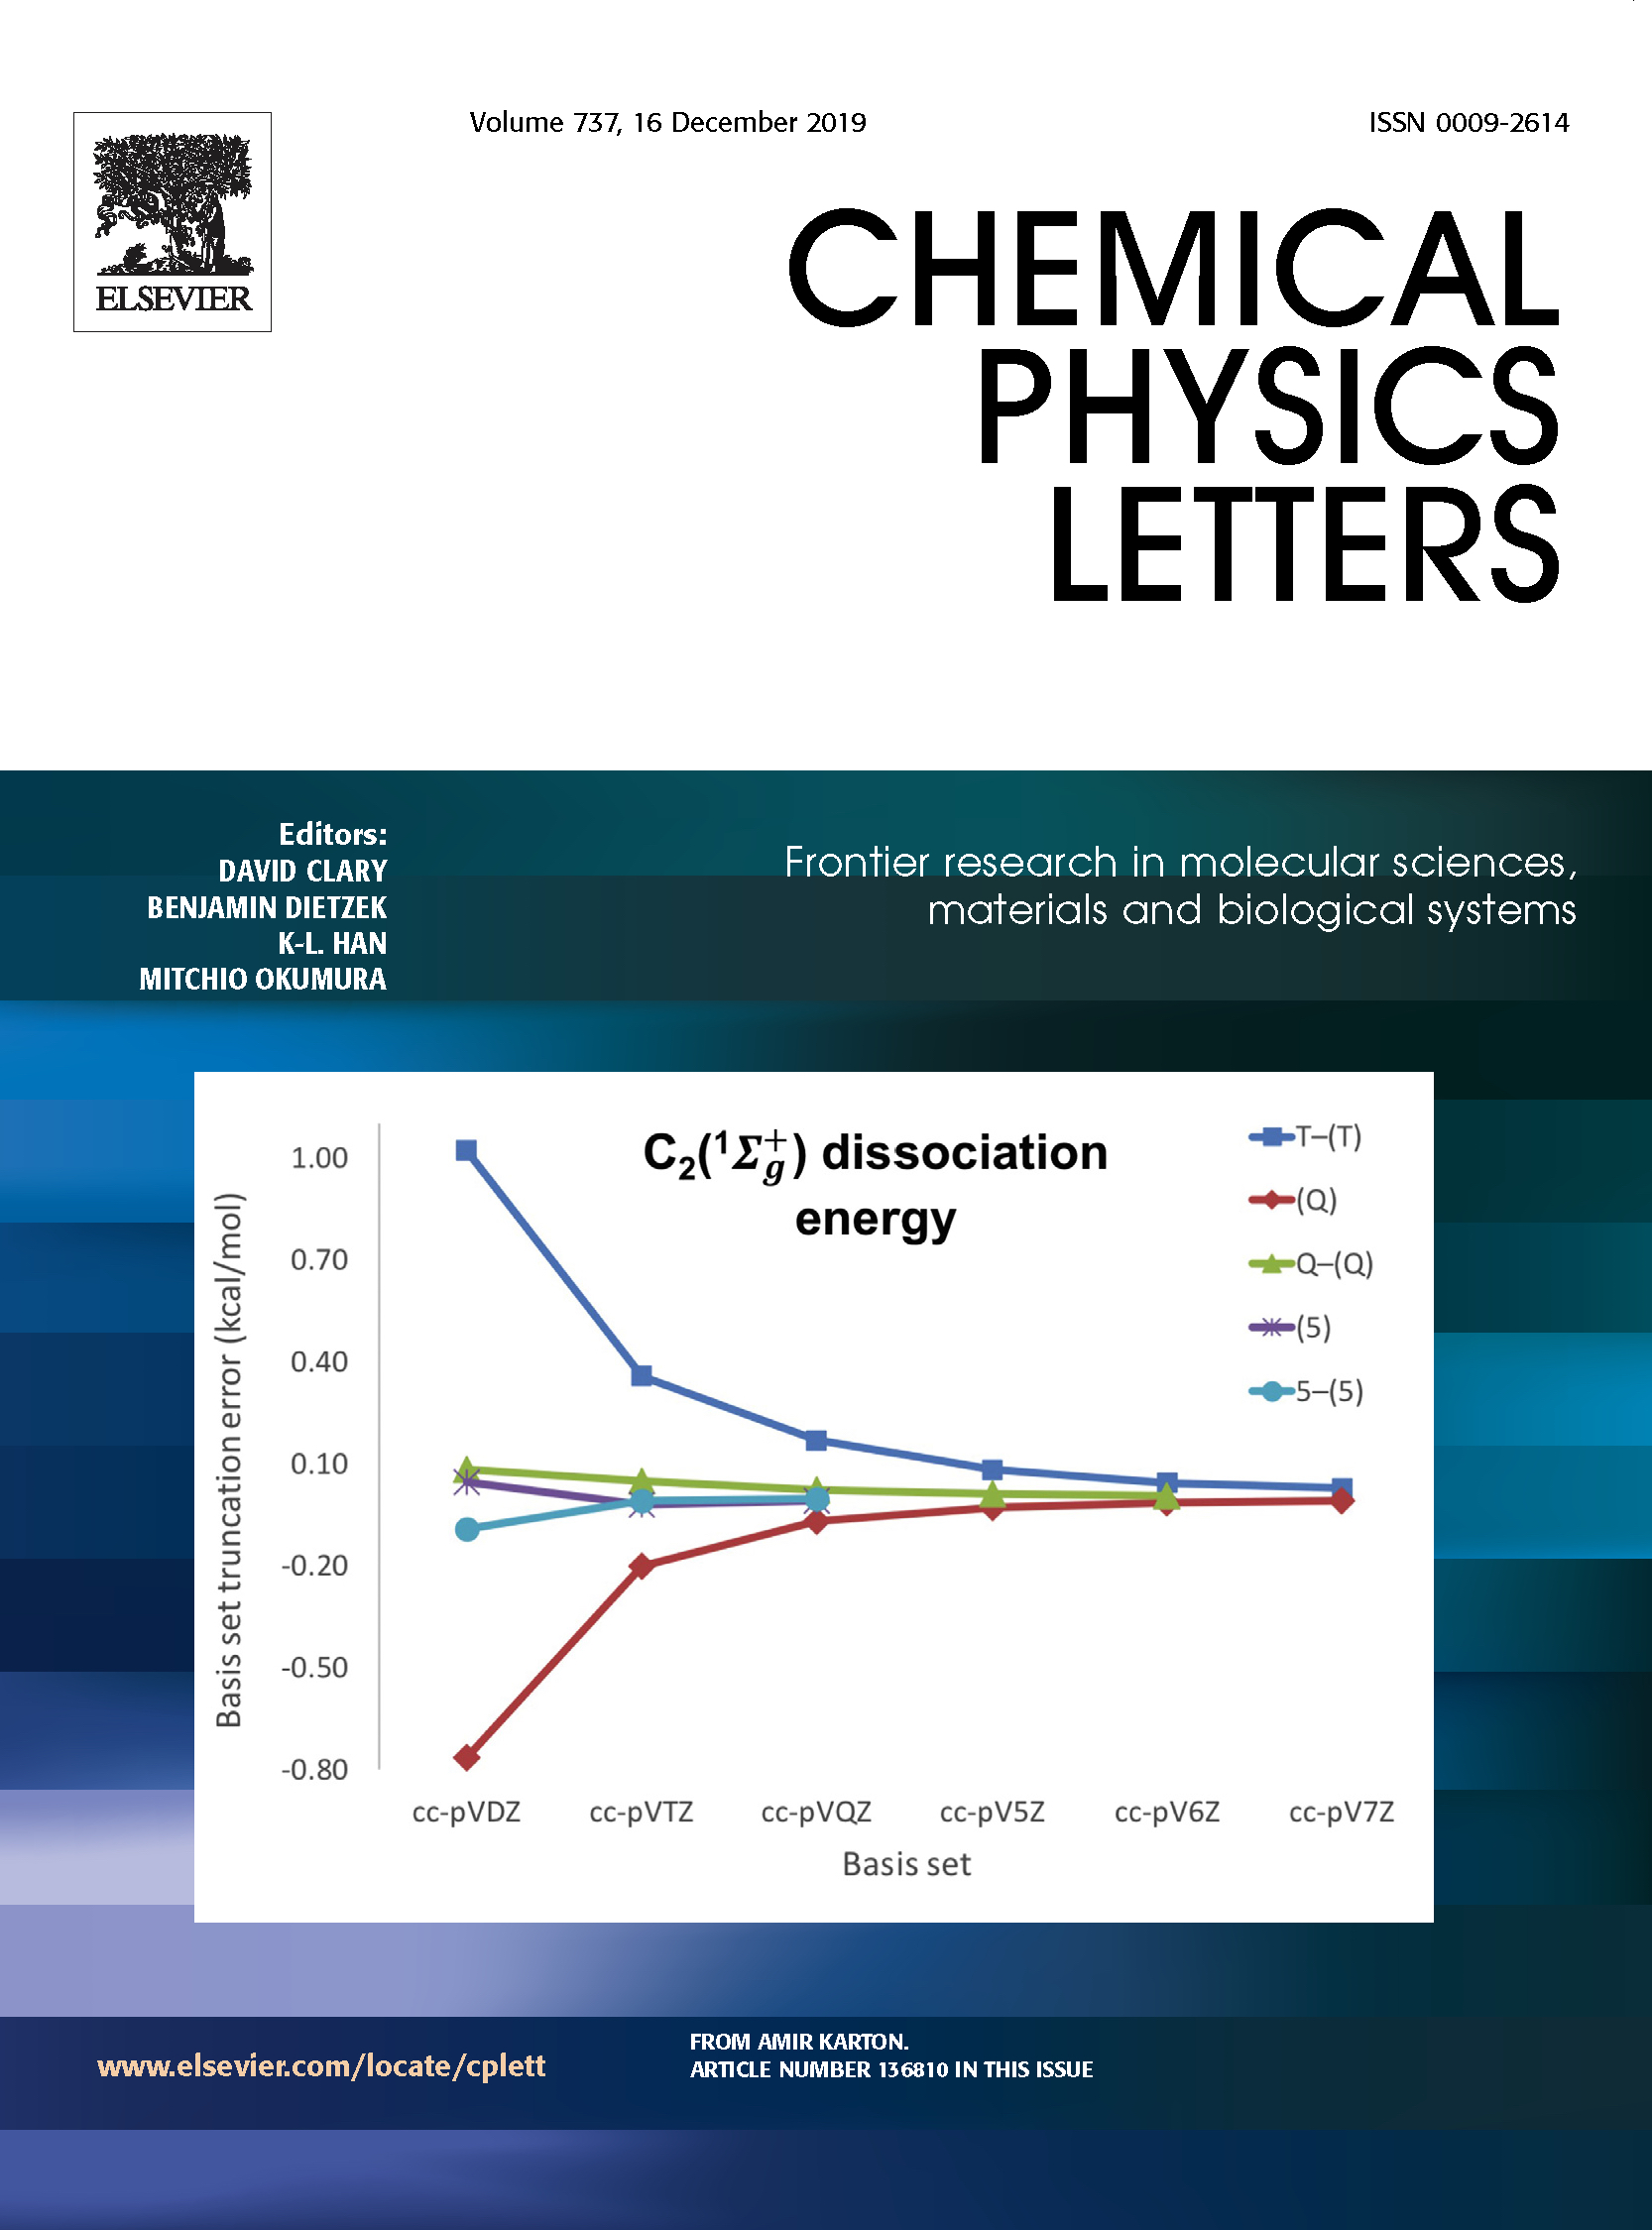 Volume 737, 16 December 2019
ISSN 0009-2614
ELSEVIER
CHEMICAL
PHYSICS
LETTERS
Editors:
DAVID CLARY
BENJAMIN DIETZEK
K-L. HAN
MITCHIO OKUMURA
Frontier research in molecular sciences,
materials and biological systems
C₂(¹Σg⁺) dissociation
energy
T–(T)
(Q)
Q–(Q)
(5)
5–(5)
Basis set truncation error (kcal/mol)
1.00
0.70
0.40
0.10
-0.20
-0.50
-0.80
cc-pVDZ cc-pVTZ cc-pVQZ cc-pV5Z cc-pV6Z cc-pV7Z
Basis set
www.elsevier.com/locate/cplett
FROM AMIR KARTON.
ARTICLE NUMBER 136810 IN THIS ISSUE